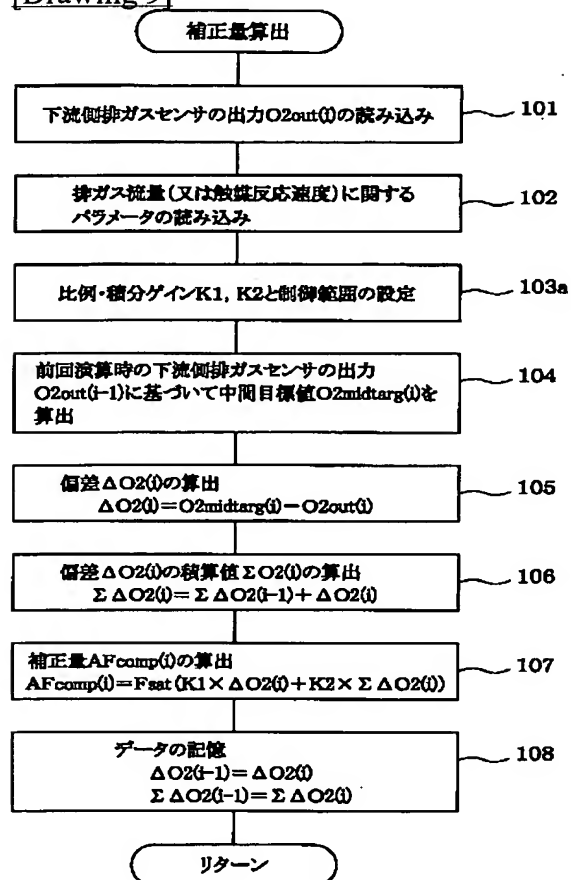 [Drawing 9]
補正量算出
下流側排ガスセンサの出力O2out(i)の読み込み
101
排ガス流量(又は触媒反応速度)に関する
パラメータの読み込み
102
比例・積分ゲインK1, K2と制御範囲の設定
103a
前回演算時の下流側排ガスセンサの出力
O2out(i-1)に基づいて中間目標値O2midtarg(i)を
算出
104
偏差ΔO2(i)の算出
ΔO2(i)=O2midtarg(i)-O2out(i)
105
偏差ΔO2(i)の積算値ΣO2(i)の算出
ΣΔO2(i)=ΣΔO2(i-1)+ΔO2(i)
106
補正量AFcomp(i)の算出
AFcomp(i)=Fsat(K1×ΔO2(i)+K2×ΣΔO2(i))
107
データの記憶
ΔO2(i-1)=ΔO2(i)
ΣΔO2(i-1)=ΣΔO2(i)
108
リターン